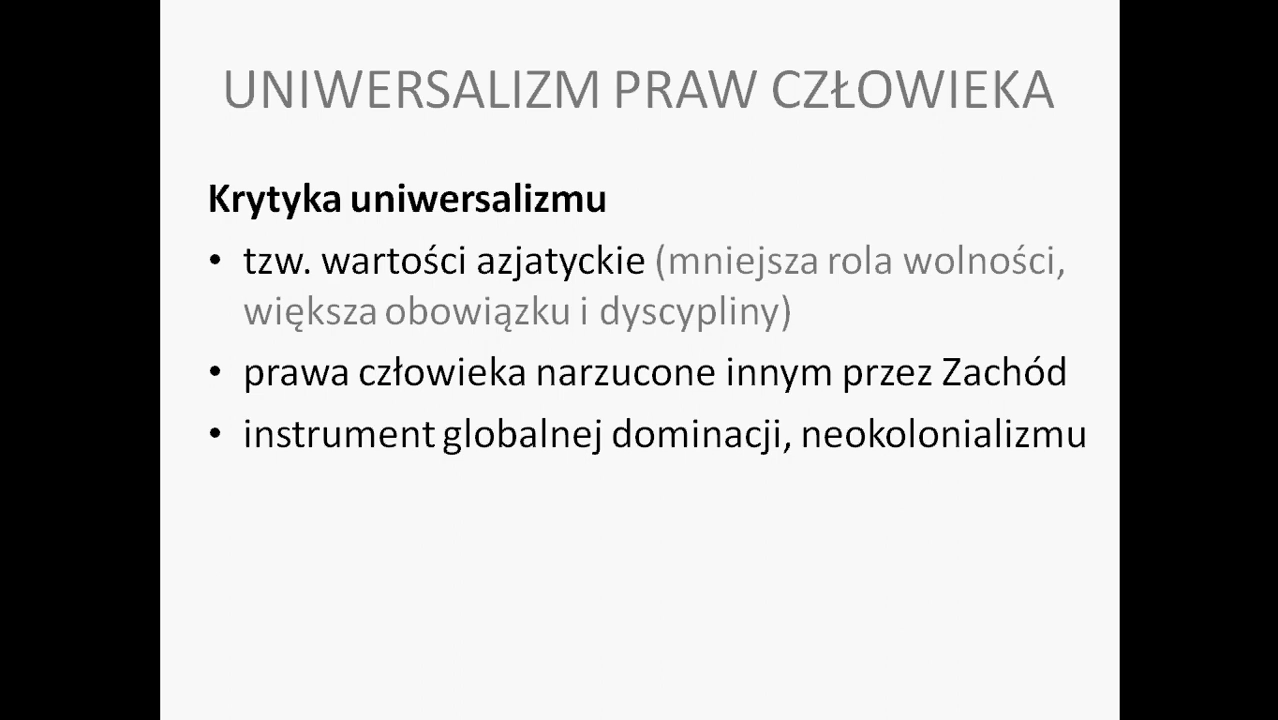 UNIWERSALIZM PRAW CZŁOWIEKA
Krytyka uniwersalizmu
• tzw. wartości azjatyckie (mniejsza rola wolności,
większa obowiązku i dyscypliny)
• prawa człowieka narzucone innym przez Zachód
• instrument globalnej dominacji, neokolonializmu